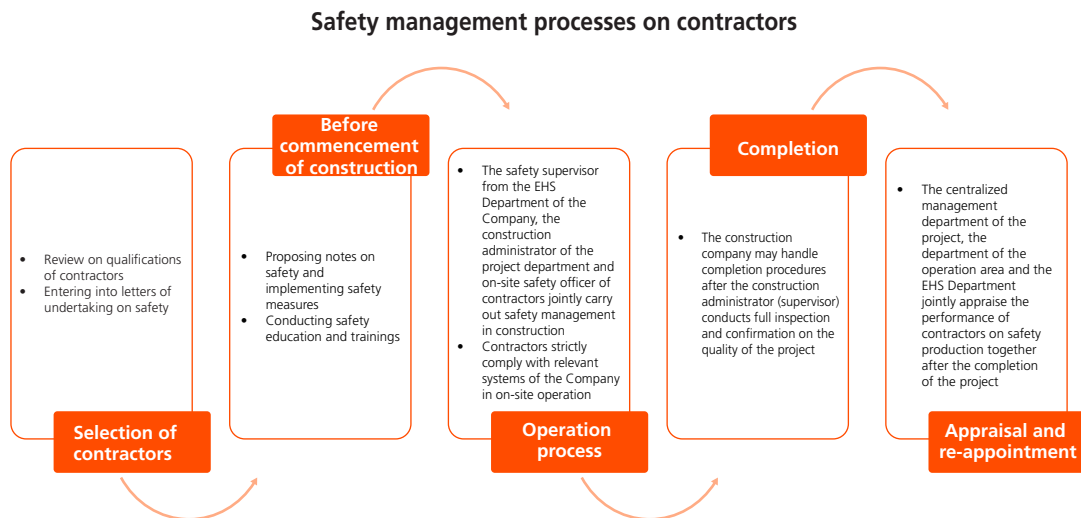 Safety management processes on contractors
• Review on qualifications
of contractors
• Entering into letters of
undertaking on safety
Selection of
contractors
Before
commencement
of construction
• Proposing notes on
safety and
implementing safety
measures
• Conducting safety
education and trainings
• The safety supervisor
from the EHS
Department of the
Company, the
construction
administrator of the
project department and
on-site safety officer of
contractors jointly carry
out safety management
in construction
• Contractors strictly
comply with relevant
systems of the Company
in on-site operation
Operation
process
Completion
• The construction
company may handle
completion procedures
after the construction
administrator (supervisor)
conducts full inspection
and confirmation on the
quality of the project
• The centralized
management
department of the
project, the
department of the
operation area and the
EHS Department
jointly appraise the
performance of
contractors on safety
production together
after the completion
of the project
Appraisal and
re-appointment